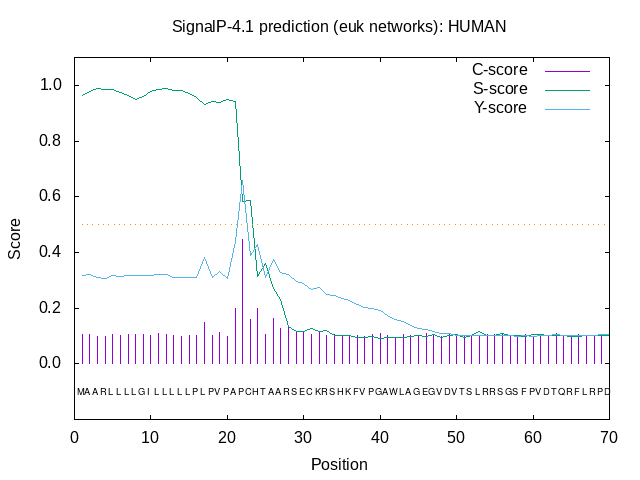 SignalP-4.1 prediction (euk networks): HUMAN
C-score
S-score
Y-score
1.0
0.8
0.6
0.4
0.2
0.0
Score
MAARLLLLGILLLLLPLPVPAPCHTAARSECKRSHKFVPGAWLAGEGVDVTSLRRSGSFPVDTQRFLRPD
0 10 20 30 40 50 60 70
Position